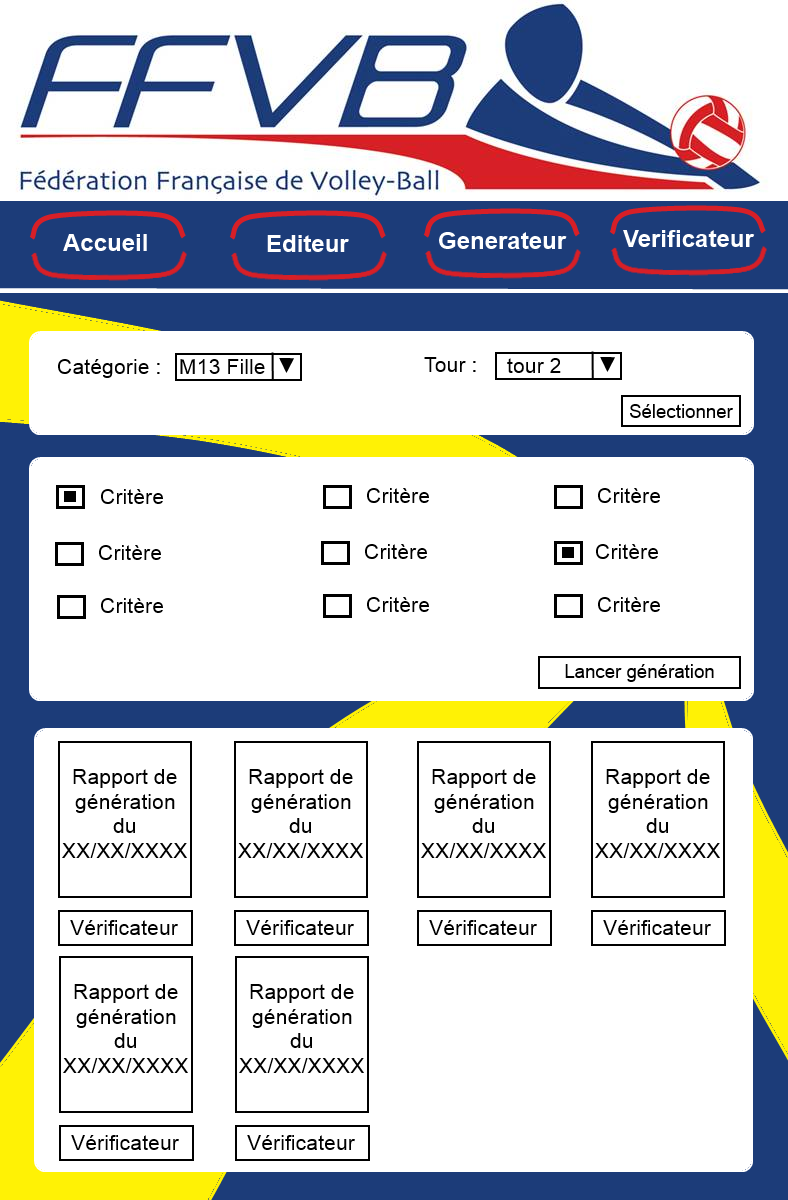 FFVB
Fédération Française de Volley-Ball
Accueil Editeur Generateur Verificateur
Catégorie : M13 Fille ▼ Tour : tour 2 ▼
Sélectionner
Critère Critère Critère
Critère Critère Critère
Critère Critère Critère
Lancer génération
Rapport de Rapport de Rapport de Rapport de
génération génération génération génération
du du du du
XX/XX/XXXX XX/XX/XXXX XX/XX/XXXX XX/XX/XXXX
Vérificateur Vérificateur Vérificateur Vérificateur
Rapport de Rapport de
génération génération
du du
XX/XX/XXXX XX/XX/XXXX
Vérificateur Vérificateur